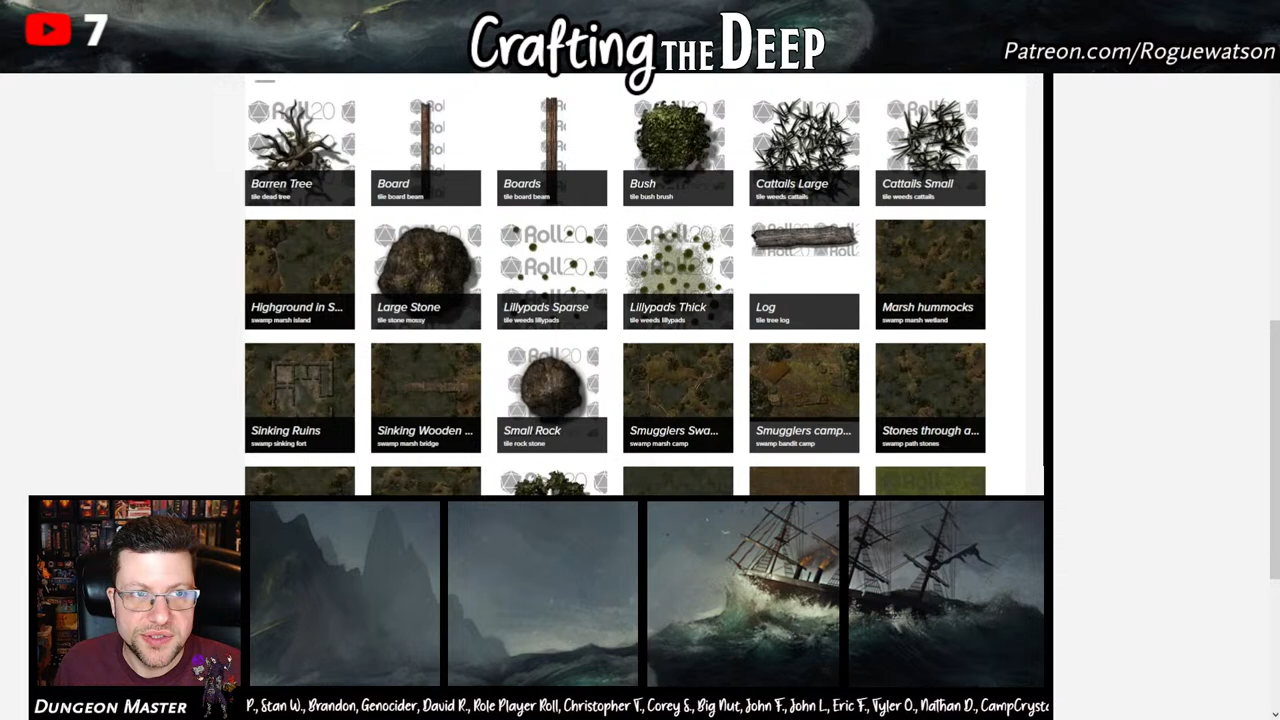 7
Crafting THE DEEP
Patreon.com/Roguewatson
Barren Tree
tile dead tree
Board
tile board beam
Boards
tile board beam
Bush
tile bush brush
Cattails Large
tile weeds cattails
Cattails Small
tile weeds cattails
Highground in S...
swamp marsh island
Large Stone
tile stone mossy
Lillypads Sparse
tile weeds lillypads
Lillypads Thick
tile weeds lillypads
Log
tile tree log
Marsh hummocks
swamp marsh wetland
Sinking Ruins
swamp sinking fort
Sinking Wooden ...
swamp marsh bridge
Small Rock
tile rock stone
Smugglers Swa...
swamp marsh camp
Smugglers camp...
swamp bandit camp
Stones through a...
swamp path stones
Roll20
DUNGEON MASTER
P., Stan W., Brandon, Genocider, David R., Role Player Roll, Christopher T., Corey S., Big Nut, John F., John L., Eric F., Tyler O., Nathan D., CampCryst